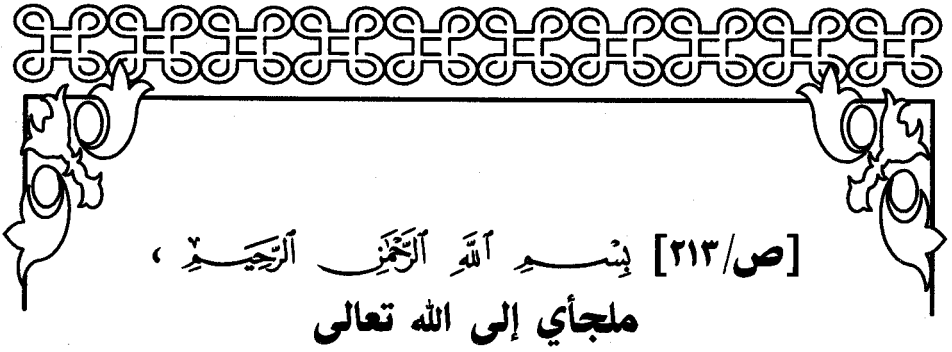 [ص/٢١٣] بِسْمِ ٱللَّهِ ٱلرَّحْمَٰنِ ٱلرَّحِيمِ ،
ملجأي إلى الله تعالى